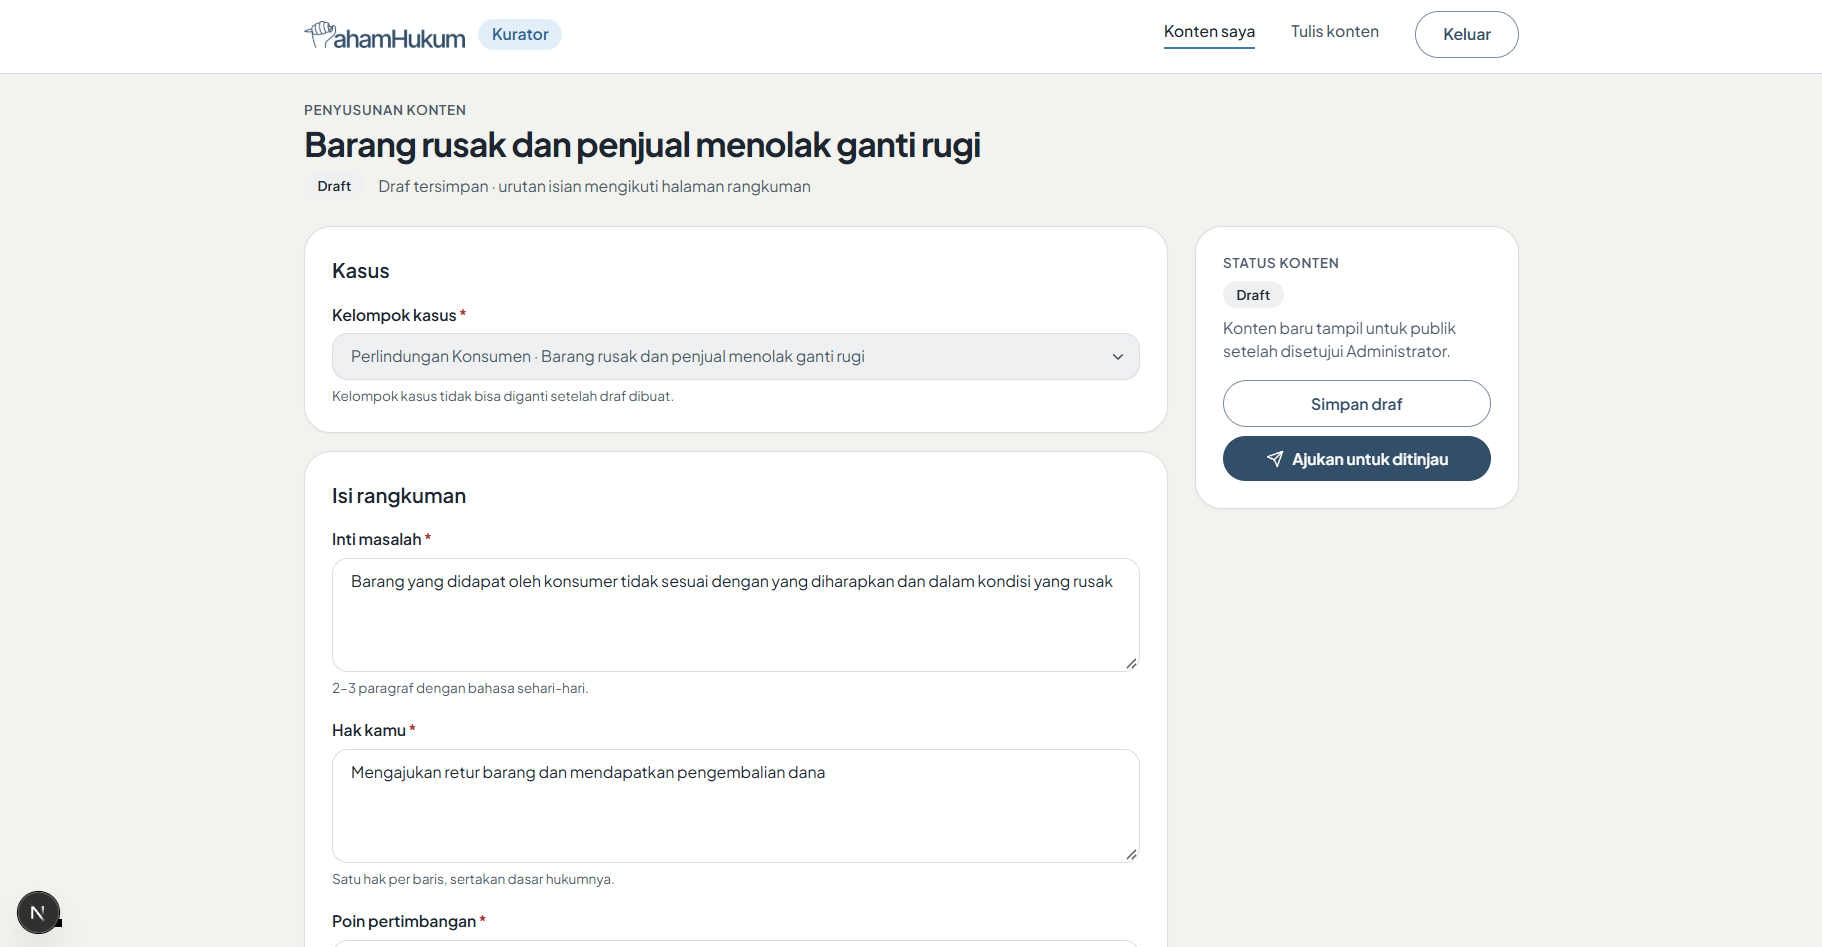 ahamHukum
Kurator
Konten saya
Tulis konten
Keluar
PENYUSUNAN KONTEN
Barang rusak dan penjual menolak ganti rugi
Draft
Draf tersimpan · urutan isian mengikuti halaman rangkuman
Kasus
Kelompok kasus *
Perlindungan Konsumen · Barang rusak dan penjual menolak ganti rugi
Kelompok kasus tidak bisa diganti setelah draf dibuat.
Isi rangkuman
Inti masalah *
Barang yang didapat oleh konsumer tidak sesuai dengan yang diharapkan dan dalam kondisi yang rusak
2–3 paragraf dengan bahasa sehari-hari.
Hak kamu *
Mengajukan retur barang dan mendapatkan pengembalian dana
Satu hak per baris, sertakan dasar hukumnya.
Poin pertimbangan *
STATUS KONTEN
Draft
Konten baru tampil untuk publik
setelah disetujui Administrator.
Simpan draf
Ajukan untuk ditinjau
N